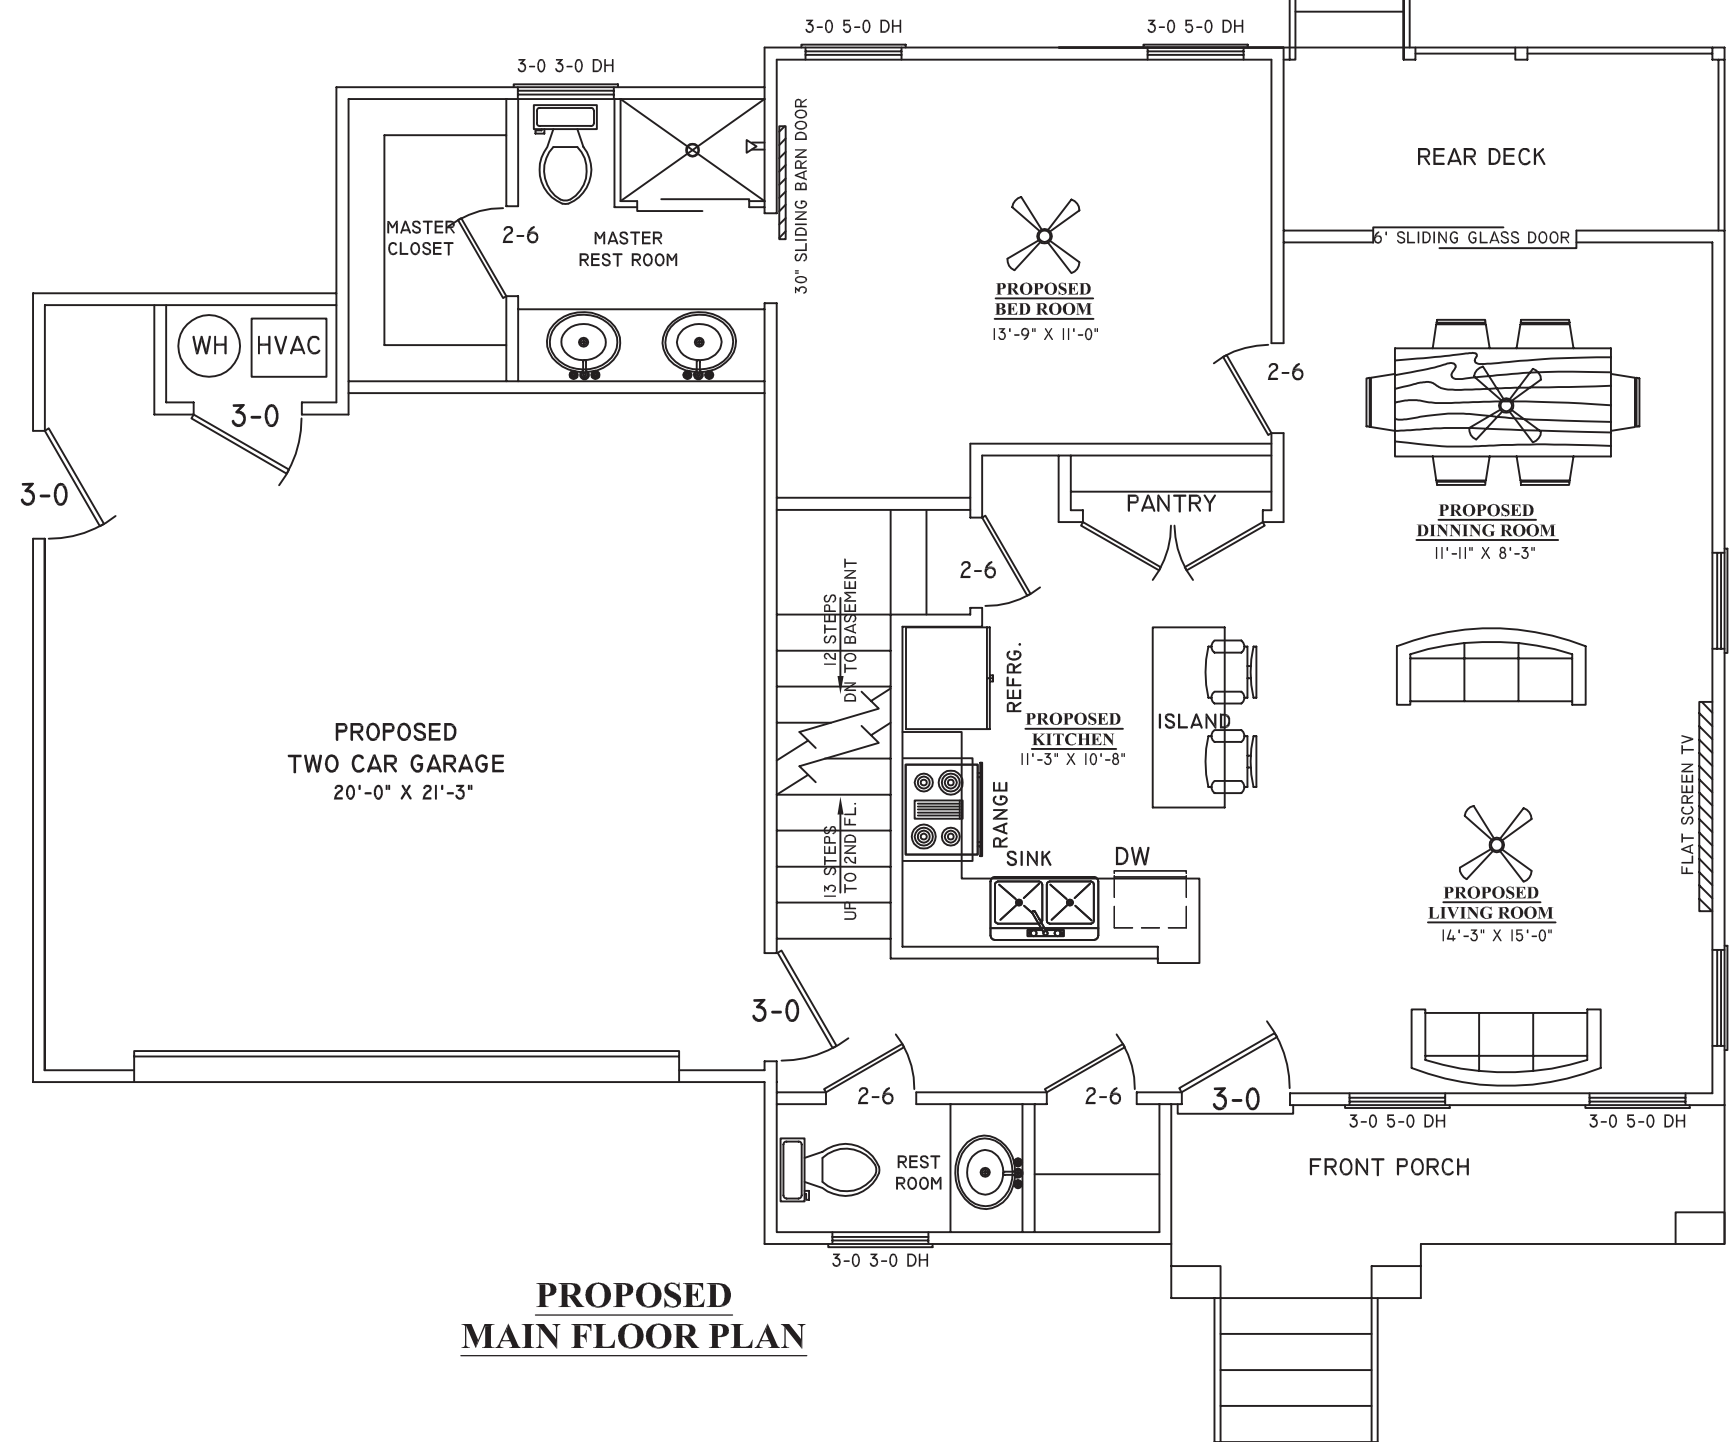 3-0 5-0 DH
3-0 5-0 DH
3-0 3-0 DH
30" SLIDING BARN DOOR
REAR DECK
MASTER
CLOSET
2-6
MASTER
REST ROOM
6' SLIDING GLASS DOOR
PROPOSED
BED ROOM
13'-9" X 11'-0"
WH
HVAC
3-0
2-6
3-0
PANTRY
PROPOSED
DINNING ROOM
11'-11" X 8'-3"
2-6
12 STEPS
DN TO BASEMENT
REFRG.
PROPOSED
KITCHEN
11'-3" X 10'-8"
ISLAND
PROPOSED
TWO CAR GARAGE
20'-0" X 21'-3"
FLAT SCREEN TV
13 STEPS
UP TO 2ND FL.
RANGE
SINK
DW
PROPOSED
LIVING ROOM
14'-3" X 15'-0"
3-0
2-6
2-6
3-0
3-0 5-0 DH
3-0 5-0 DH
REST
ROOM
FRONT PORCH
3-0 3-0 DH
PROPOSED
MAIN FLOOR PLAN